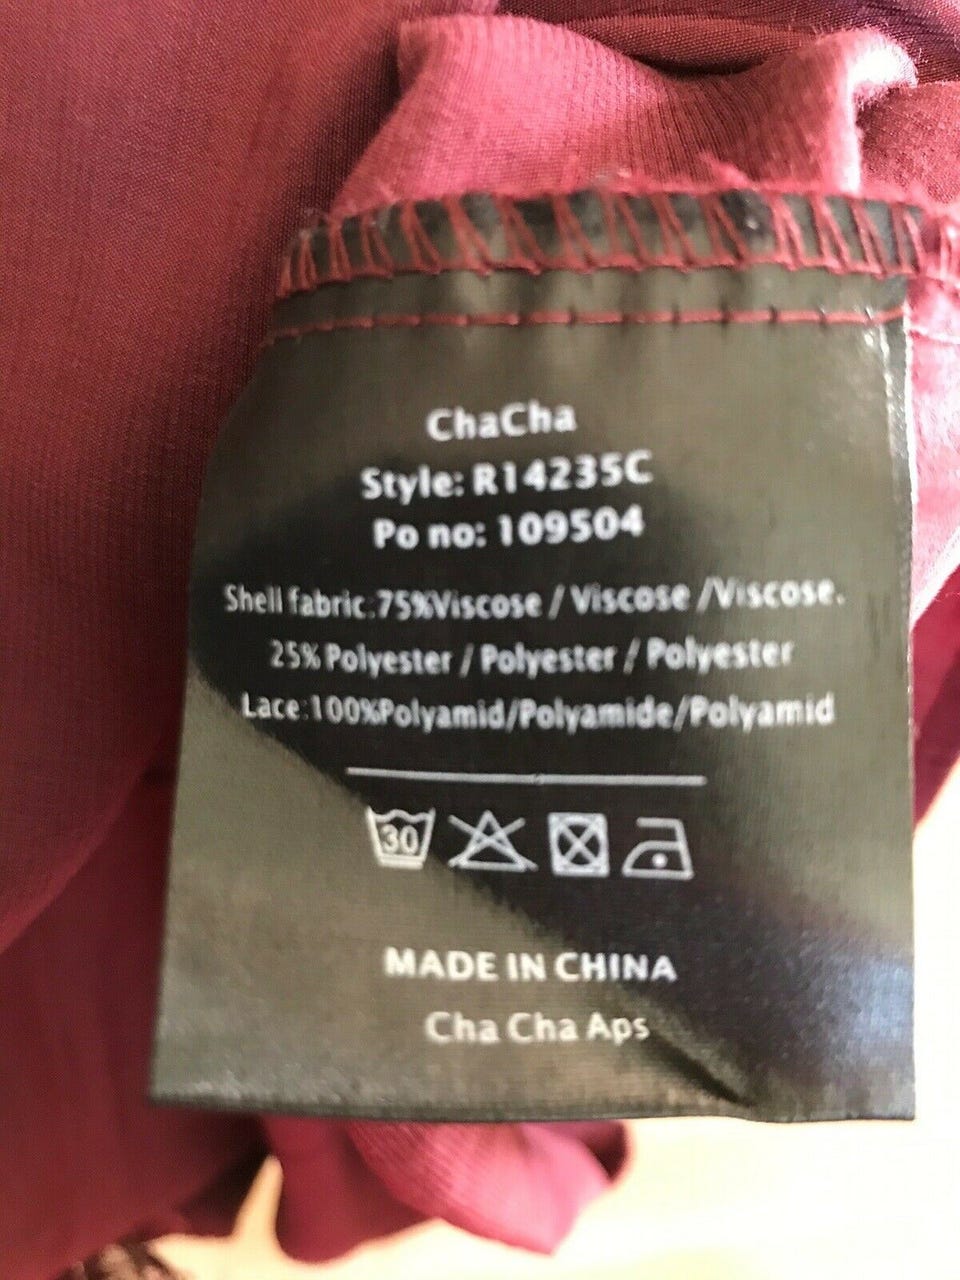 ChaCha
Style: R14235C
Po no: 109504
Shell fabric:75%Viscose / Viscose /Viscose.
25% Polyester / Polyester / Polyester
Lace:100%Polyamid/Polyamide/Polyamid
30
MADE IN CHINA
Cha Cha Aps